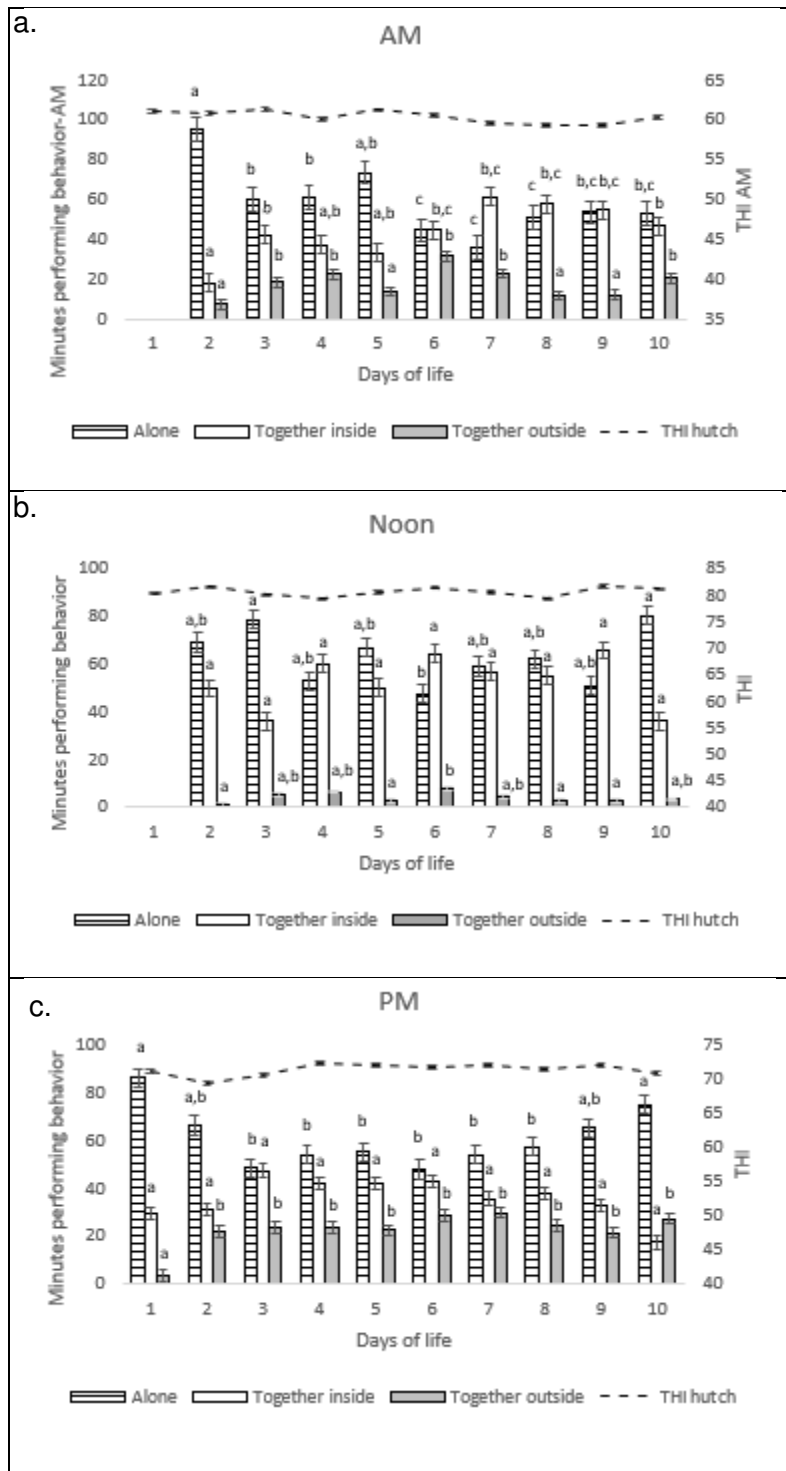 a.
AM
Minutes performing behavior-AM
120
100
80
60
40
20
0
65
60
55
50
45
40
35
THI AM
a
a
a
b
b
b
b
a,b
b
a,b
a,b
a
c
b,c
b
c
b,c
b
c
b,c
a
b,c
b,c
a
b,c
b
b
1 2 3 4 5 6 7 8 9 10
Days of life
Alone Together inside Together outside THI hutch
b.
Noon
Minutes performing behavior
100
80
60
40
20
0
85
80
75
70
65
60
55
50
45
40
THI
a,b
a
a
a
a
a,b
a,b
a
a,b
a,b
a
a
b
a
b
a,b
a
a,b
a,b
a
a
a,b
a
a
a
a
a,b
1 2 3 4 5 6 7 8 9 10
Days of life
Alone Together inside Together outside THI hutch
c.
PM
Minutes performing behavior
100
80
60
40
20
0
75
70
65
60
55
50
45
40
THI
a
a
a
a,b
a
b
b
a
b
b
a
b
b
a
b
b
a
b
b
a
b
b
a
b
a,b
a
b
a
a
b
1 2 3 4 5 6 7 8 9 10
Days of life
Alone Together inside Together outside THI hutch